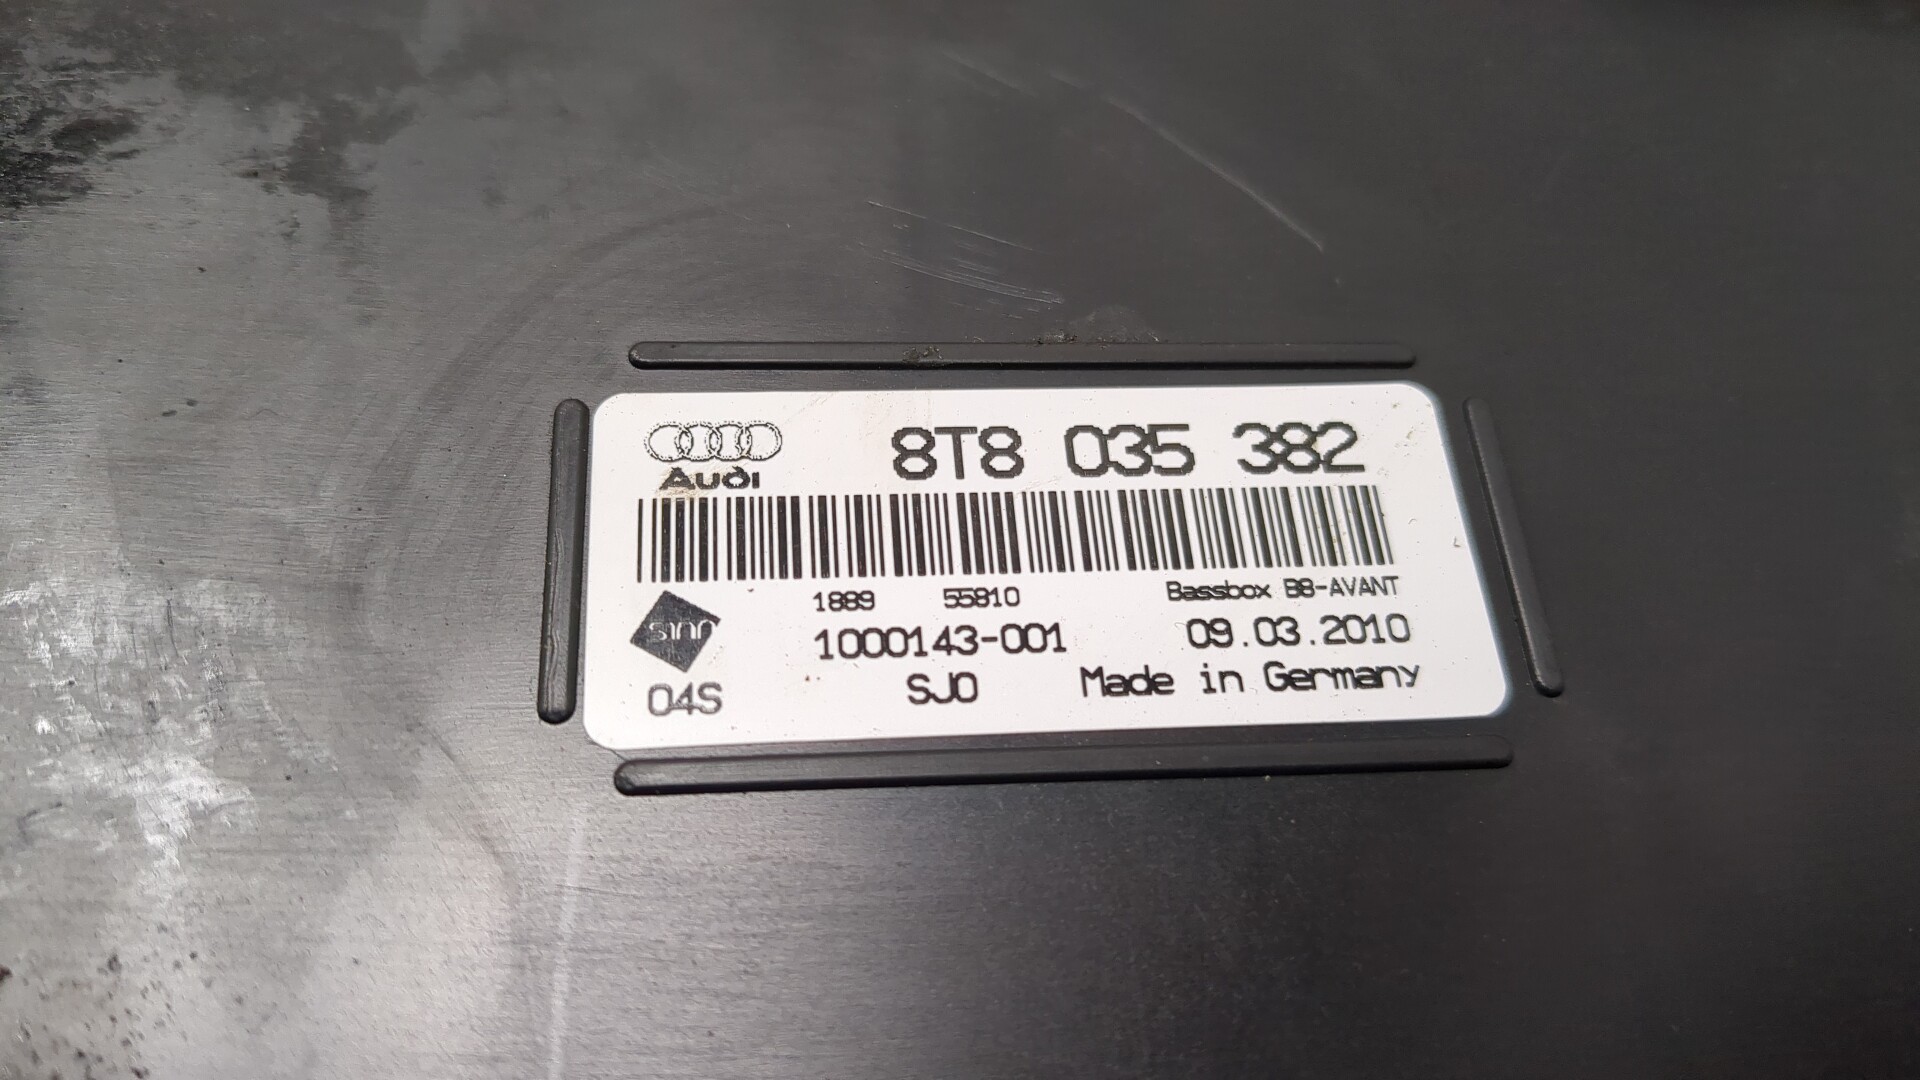 8T8 035 382
Audi
1889 55810 Bassbox B8-AVANT
1000143-001 09.03.2010
04S SJ0 Made in Germany